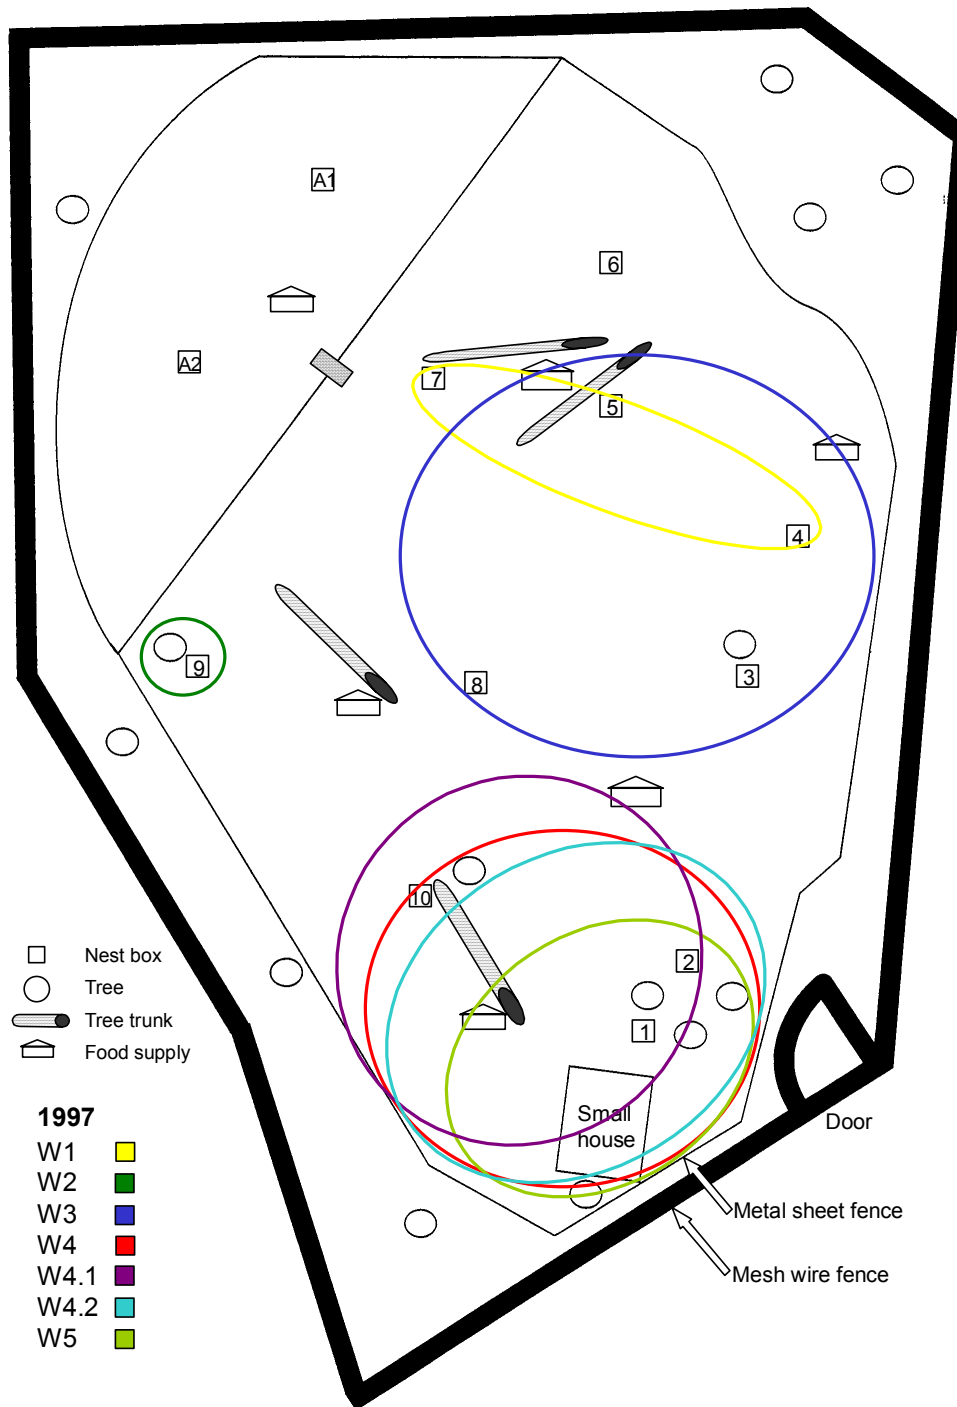 A1
6
A2
7
5
4
9
3
8
10
2
1
Nest box
Tree
Tree trunk
Food supply
Small
house
Door
1997
W1
W2
W3
W4
W4.1
W4.2
W5
Metal sheet fence
Mesh wire fence